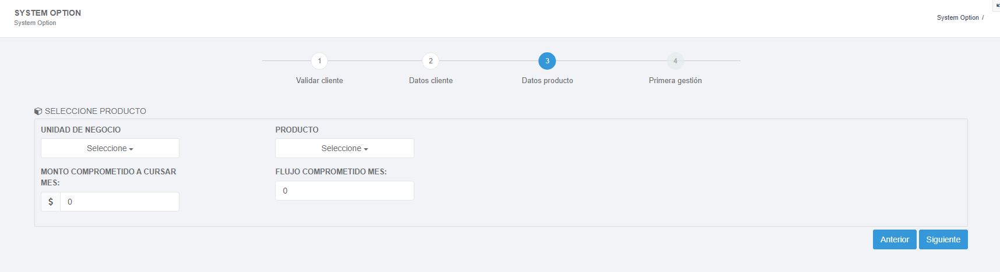 SYSTEM OPTION
System Option
System Option /
1
2
3
4
Validar cliente
Datos cliente
Datos producto
Primera gestión
SELECCIONE PRODUCTO
UNIDAD DE NEGOCIO
Seleccione
PRODUCTO
Seleccione
MONTO COMPROMETIDO A CURSAR
MES:
$ 0
FLUJO COMPROMETIDO MES:
0
Anterior
Siguiente